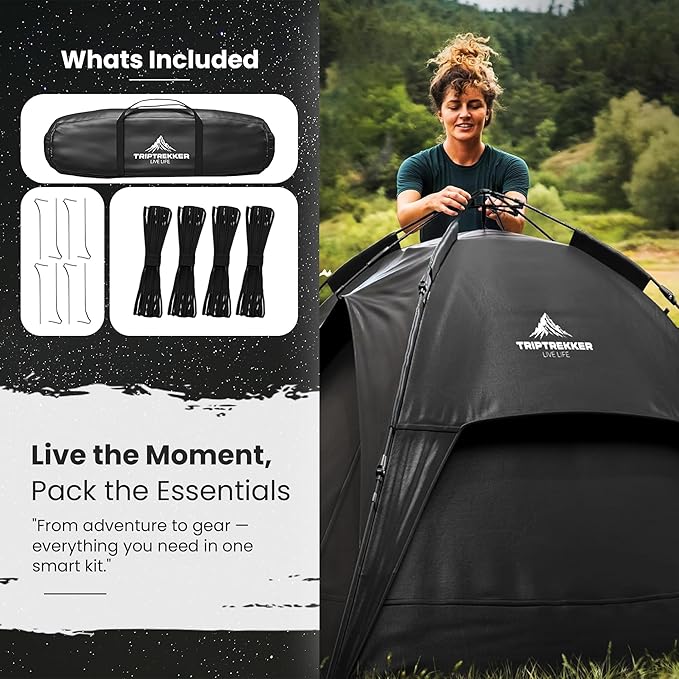 Whats Included
TRIPTREKKER
LIVE LIFE
TRIPTREKKER
LIVE LIFE
Live the Moment,
Pack the Essentials
"From adventure to gear —
everything you need in one
smart kit."